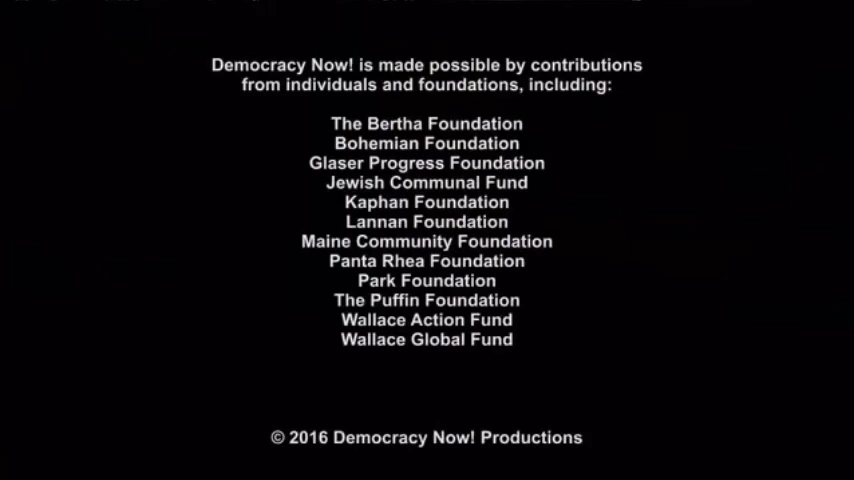 Democracy Now! is made possible by contributions
from individuals and foundations, including:
The Bertha Foundation
Bohemian Foundation
Glaser Progress Foundation
Jewish Communal Fund
Kaphan Foundation
Lannan Foundation
Maine Community Foundation
Panta Rhea Foundation
Park Foundation
The Puffin Foundation
Wallace Action Fund
Wallace Global Fund
© 2016 Democracy Now! Productions